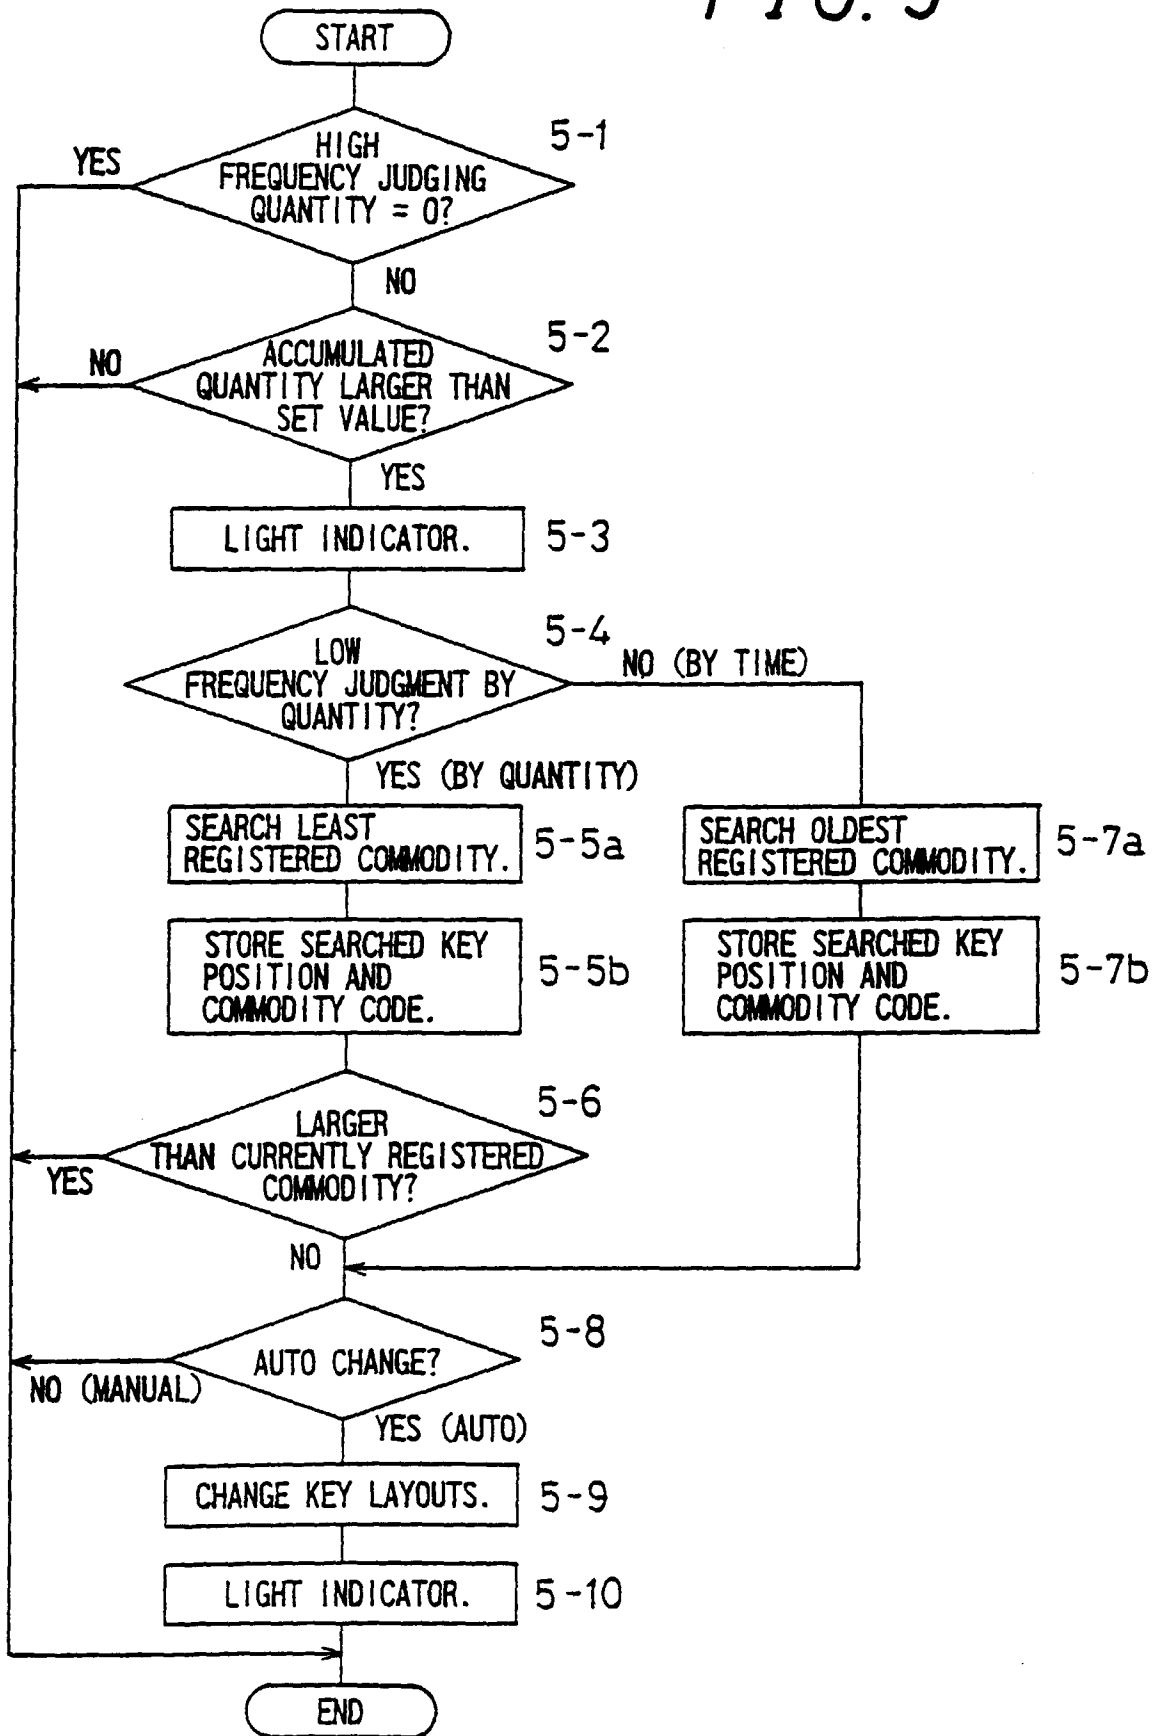 FIG. 5
START
5-1
YES
HIGH
FREQUENCY JUDGING
QUANTITY = 0?
NO
5-2
NO
ACCUMULATED
QUANTITY LARGER THAN
SET VALUE?
YES
LIGHT INDICATOR.
5-3
5-4
LOW
FREQUENCY JUDGMENT BY
QUANTITY?
NO (BY TIME)
YES (BY QUANTITY)
SEARCH LEAST
REGISTERED COMMODITY.
5-5a
SEARCH OLDEST
REGISTERED COMMODITY.
5-7a
STORE SEARCHED KEY
POSITION AND
COMMODITY CODE.
5-5b
STORE SEARCHED KEY
POSITION AND
COMMODITY CODE.
5-7b
5-6
LARGER
THAN CURRENTLY REGISTERED
COMMODITY?
YES
NO
5-8
AUTO CHANGE?
NO (MANUAL)
YES (AUTO)
CHANGE KEY LAYOUTS.
5-9
LIGHT INDICATOR.
5-10
END